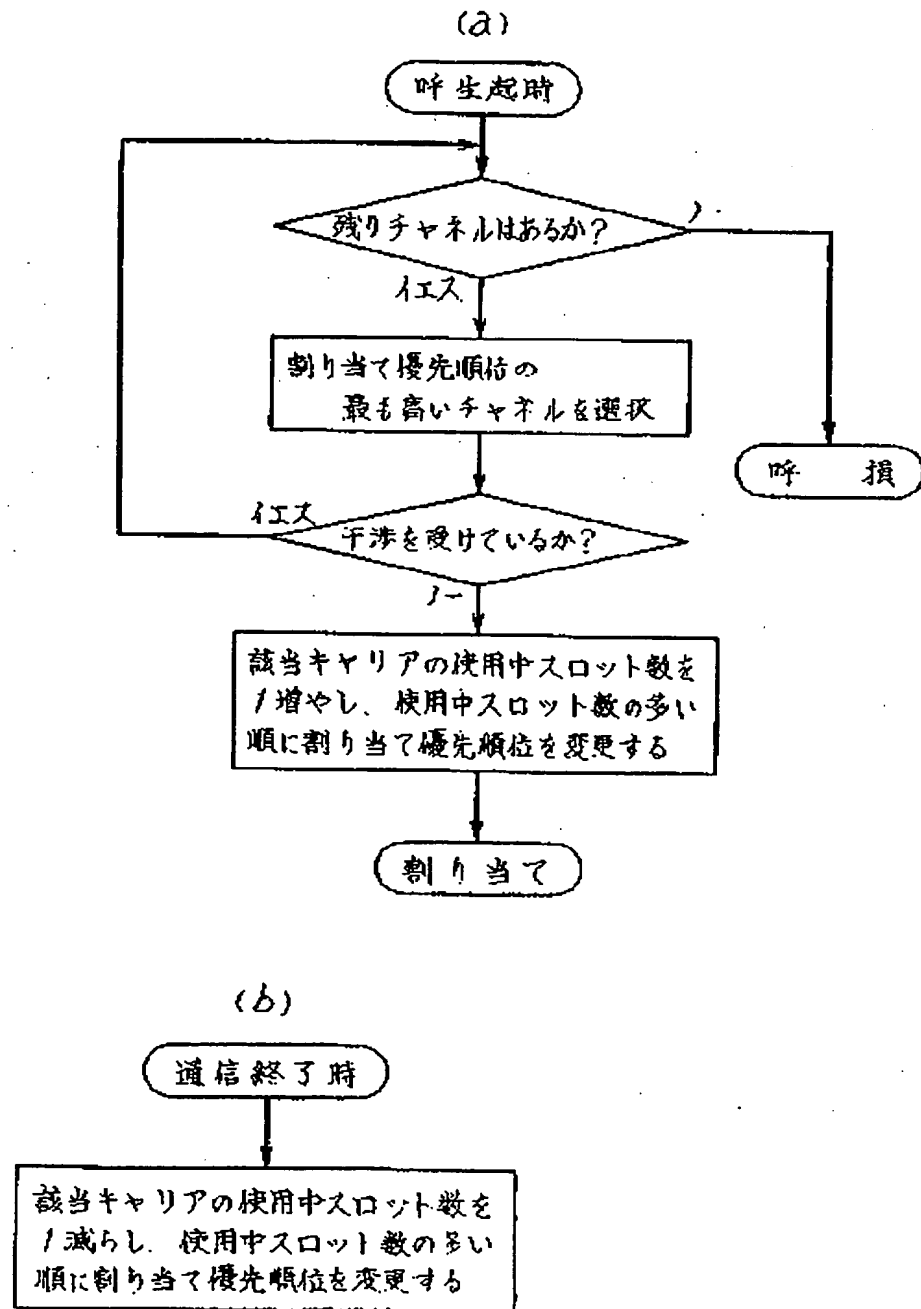 (a)
呼生起時
残りチャネルはあるか?
イエス
割り当て優先順位の
最も高いチャネルを選択
呼 損
イエス
干渉を受けているか?
ノー
該当キャリアの使用中スロット数を
1増やし、使用中スロット数の多い
順に割り当て優先順位を変更する
割り当て
(b)
通信終了時
該当キャリアの使用中スロット数を
1減らし、使用中スロット数の多い
順に割り当て優先順位を変更する